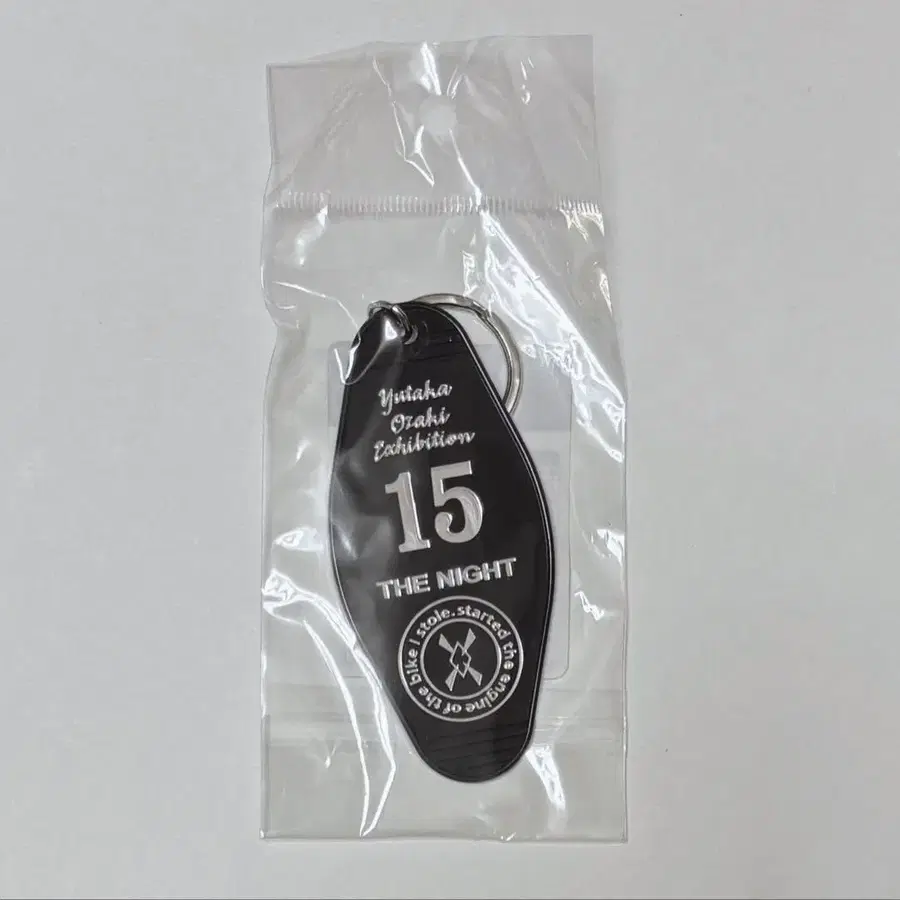 Yutaka
Ozaki
Exhibition
15
THE NIGHT
started the engine of the bike i stole.